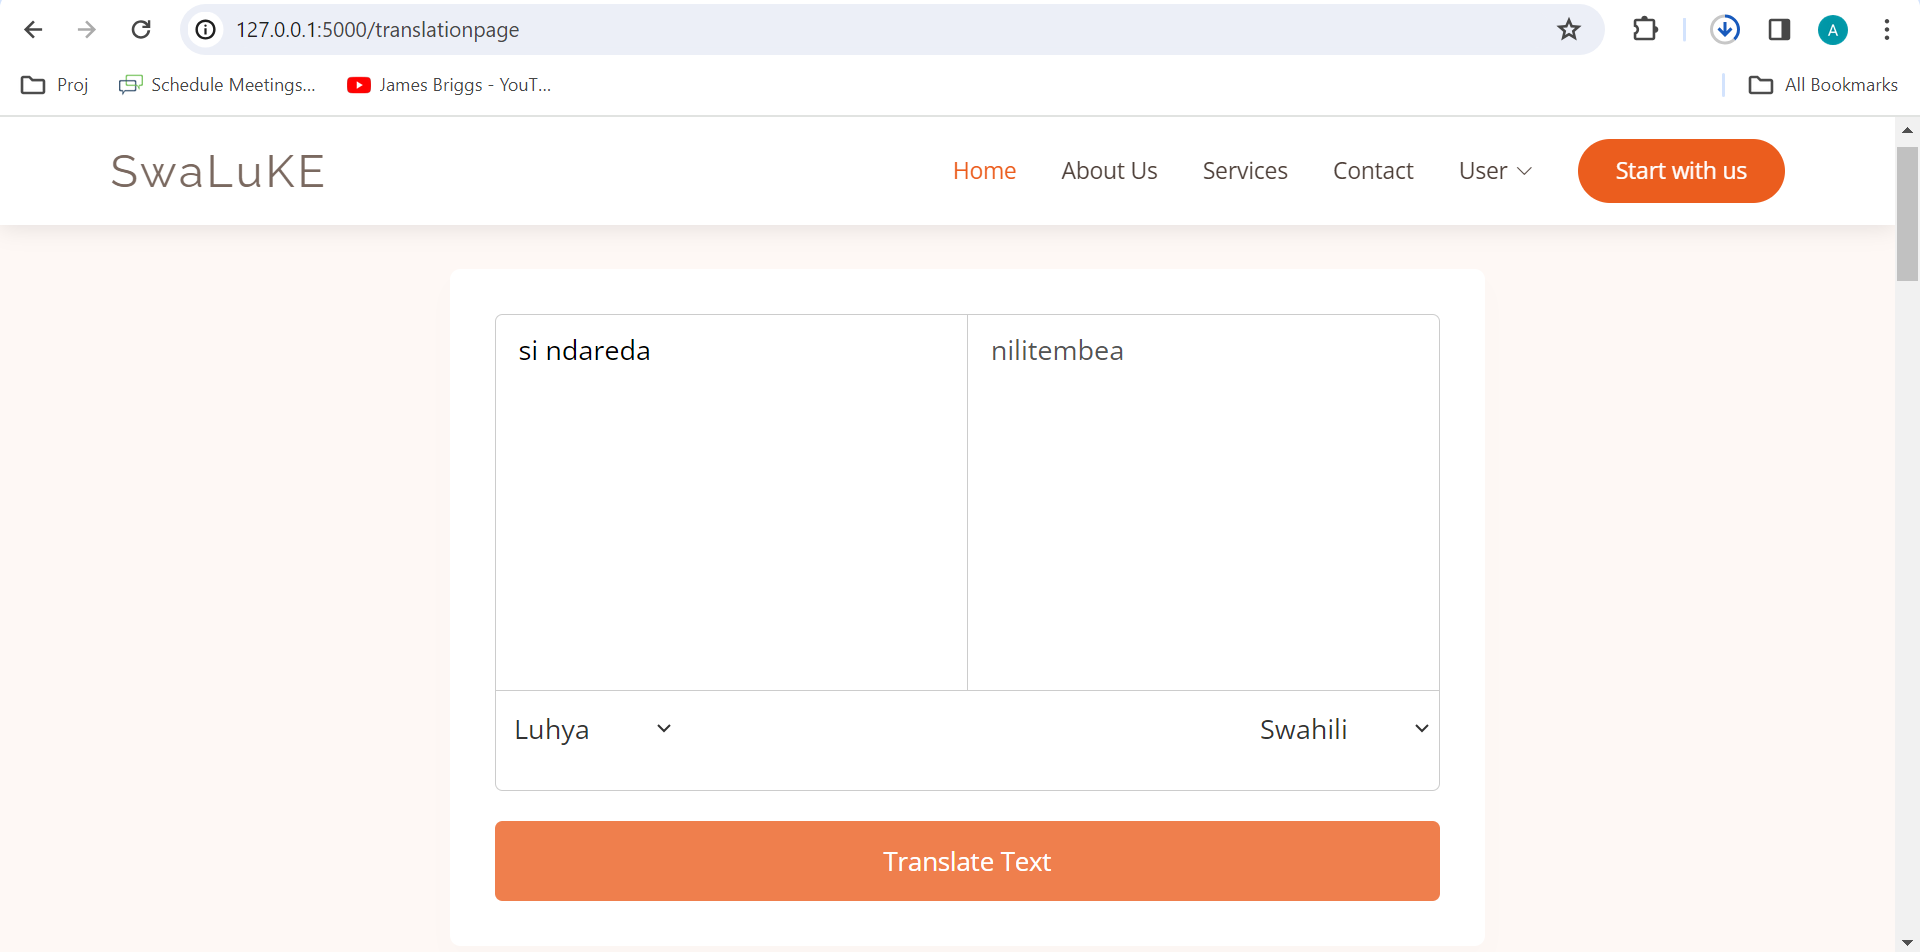 127.0.0.1:5000/translationpage
A
Proj
Schedule Meetings...
James Briggs - YouT...
All Bookmarks
SwaLuKE
Home
About Us
Services
Contact
User
Start with us
si ndareda
nilitembea
Luhya
Swahili
Translate Text